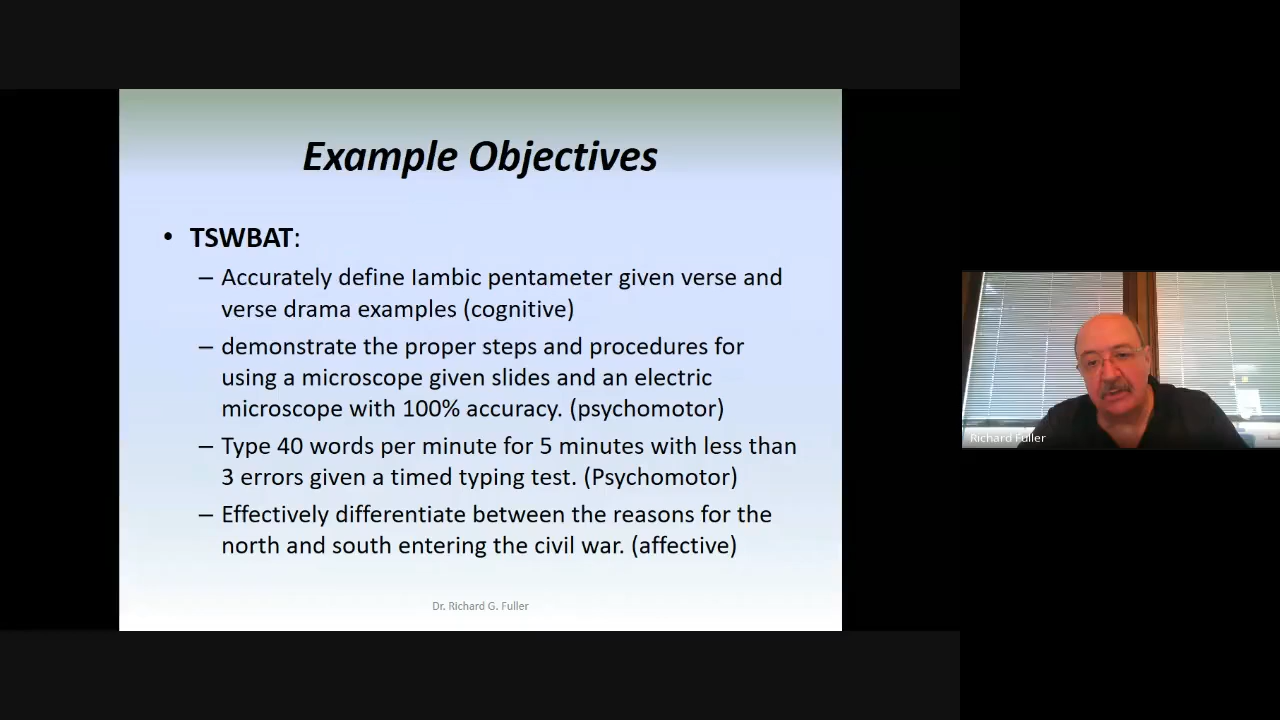 Example Objectives
• TSWBAT:
– Accurately define Iambic pentameter given verse and
verse drama examples (cognitive)
– demonstrate the proper steps and procedures for
using a microscope given slides and an electric
microscope with 100% accuracy. (psychomotor)
– Type 40 words per minute for 5 minutes with less than
3 errors given a timed typing test. (Psychomotor)
– Effectively differentiate between the reasons for the
north and south entering the civil war. (affective)
Dr. Richard G. Fuller
Richard Fuller